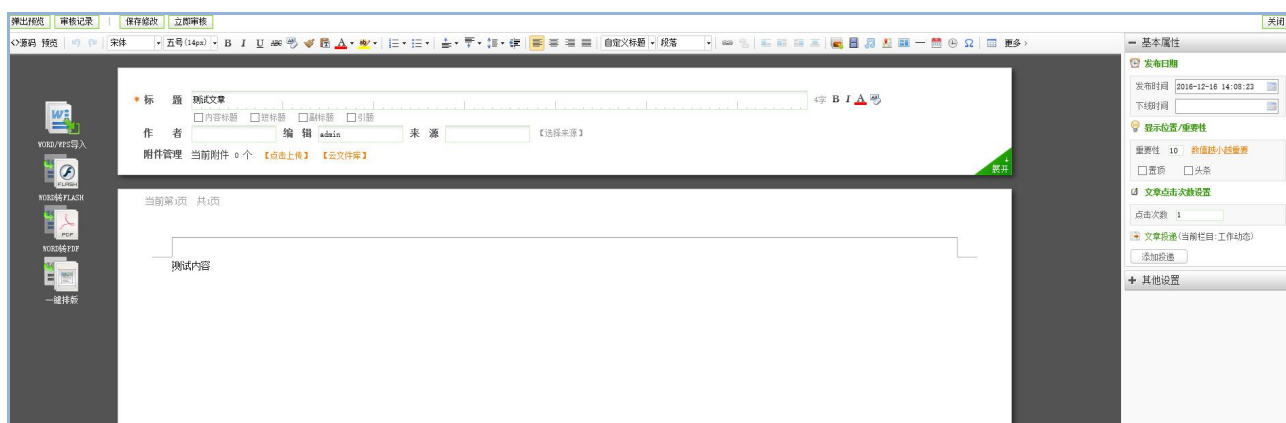 弹出预览 审核记录 保存修改 立即审核 关闭
源码 预览 宋体 五号(14px) B I U ABC 自定义标题 段落 更多
基本属性
发布日期
发布时间 2016-12-16 14:08:23
下线时间
显示位置/重要性
重要性 10 数值越小越重要
置顶 头条
文章点击次数设置
点击次数 1
文章投递(当前栏目:工作动态)
添加投递
其他设置
WORD/WPS导入
FLASH
WORD转FLASH
PDF
WORD转PDF
一键排版
* 标 题 测试文章 4字 B I A
内容标题 短标题 副标题 引题
作 者 编 辑 admin 来 源 【选择来源】
附件管理 当前附件 0 个 【点击上传】 【云文件库】
展开
当前第1页 共1页
测试内容